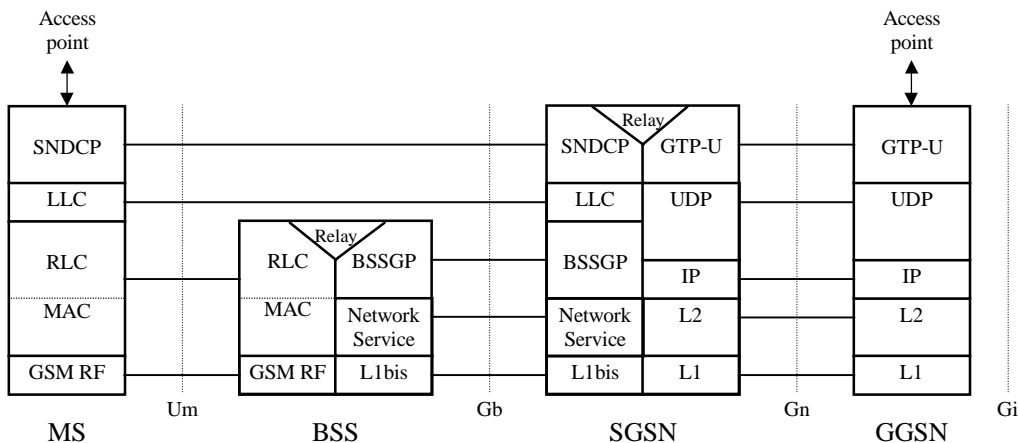 Access
point
Access
point
Relay
SNDCP
SNDCP
GTP-U
GTP-U
LLC
LLC
UDP
UDP
Relay
RLC
RLC
BSSGP
BSSGP
IP
IP
MAC
MAC
Network
Service
Network
Service
L2
L2
GSM RF
GSM RF
L1bis
L1bis
L1
L1
Um
Gb
Gn
Gi
MS
BSS
SGSN
GGSN